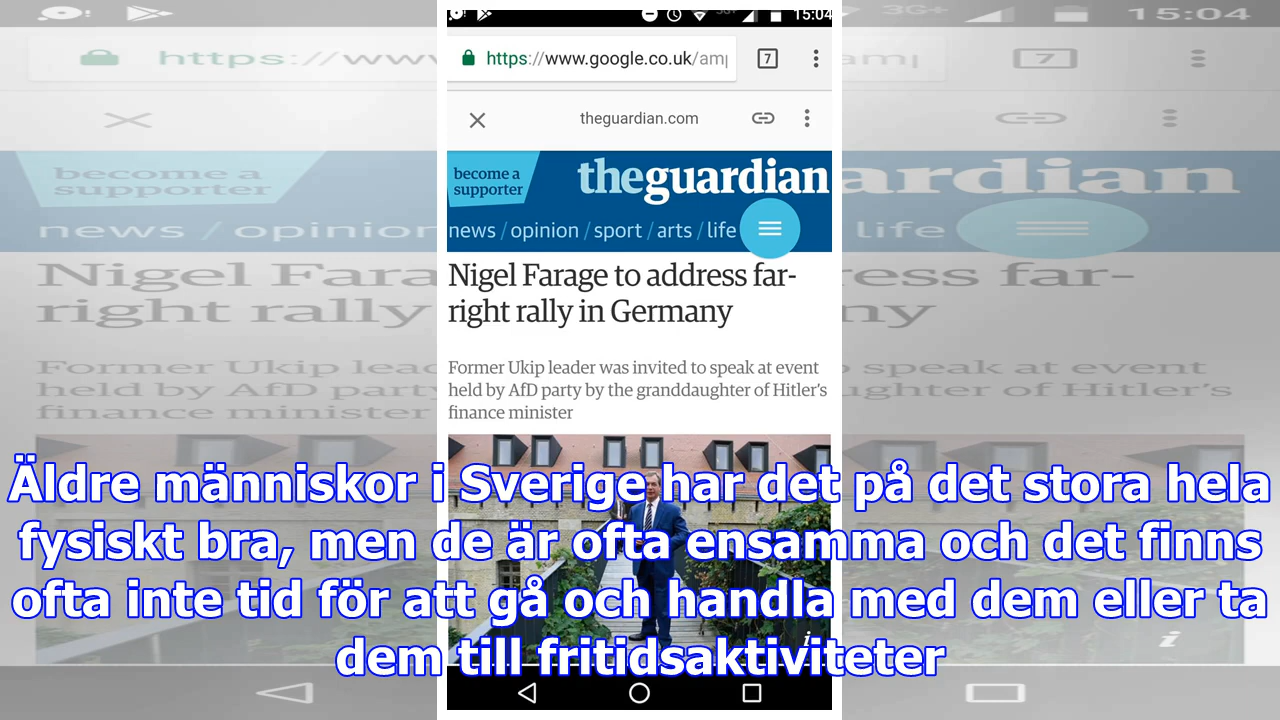 15:04
7
https://www.google.co.uk/amp
theguardian.com
become a
supporter
theguardian
news / opinion / sport / arts / life
Nigel Farage to address far-
right rally in Germany
Former Ukip leader was invited to speak at event
held by AfD party by the granddaughter of Hitler's
finance minister
Äldre människor i Sverige har det på det stora hela
fysiskt bra, men de är ofta ensamma och det finns
ofta inte tid för att gå och handla med dem eller ta
dem till fritidsaktiviteter